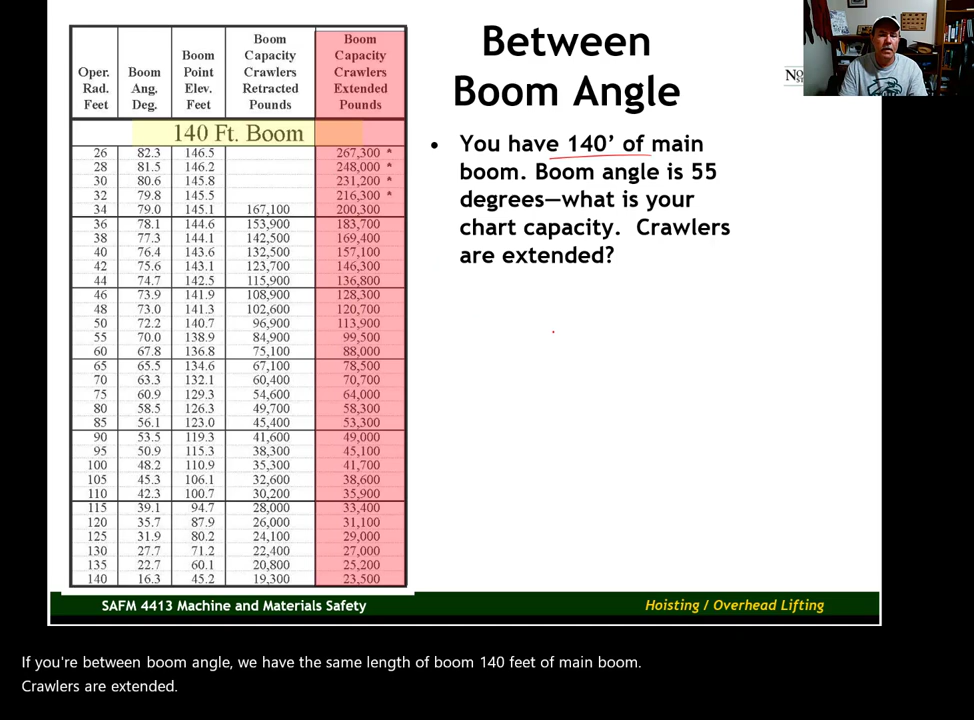 Between
Boom Angle
Oper.
Rad.
Feet
Boom
Ang.
Deg.
Boom
Point
Elev.
Feet
Boom
Capacity
Crawlers
Retracted
Pounds
Boom
Capacity
Crawlers
Extended
Pounds
140 Ft. Boom
26 82.3 146.5 267,300 *
28 81.5 146.2 248,000 *
30 80.6 145.8 231,200 *
32 79.8 145.5 216,300 *
34 79.0 145.1 167,100 200,300
36 78.1 144.6 153,900 183,700
38 77.3 144.1 142,500 169,400
40 76.4 143.6 132,500 157,100
42 75.6 143.1 123,700 146,300
44 74.7 142.5 115,900 136,800
46 73.9 141.9 108,900 128,300
48 73.0 141.3 102,600 120,700
50 72.2 140.7 96,900 113,900
55 70.0 138.9 84,900 99,500
60 67.8 136.8 75,100 88,000
65 65.5 134.6 67,100 78,500
70 63.3 132.1 60,400 70,700
75 60.9 129.3 54,600 64,000
80 58.5 126.3 49,700 58,300
85 56.1 123.0 45,400 53,300
90 53.5 119.3 41,600 49,000
95 50.9 115.3 38,300 45,100
100 48.2 110.9 35,300 41,700
105 45.3 106.1 32,600 38,600
110 42.3 100.7 30,200 35,900
115 39.1 94.7 28,000 33,400
120 35.7 87.9 26,000 31,100
125 31.9 80.2 24,100 29,000
130 27.7 71.2 22,400 27,000
135 22.7 60.1 20,800 25,200
140 16.3 45.2 19,300 23,500
• You have 140’ of main
boom. Boom angle is 55
degrees—what is your
chart capacity. Crawlers
are extended?
SAFM 4413 Machine and Materials Safety
Hoisting / Overhead Lifting
If you're between boom angle, we have the same length of boom 140 feet of main boom.
Crawlers are extended.